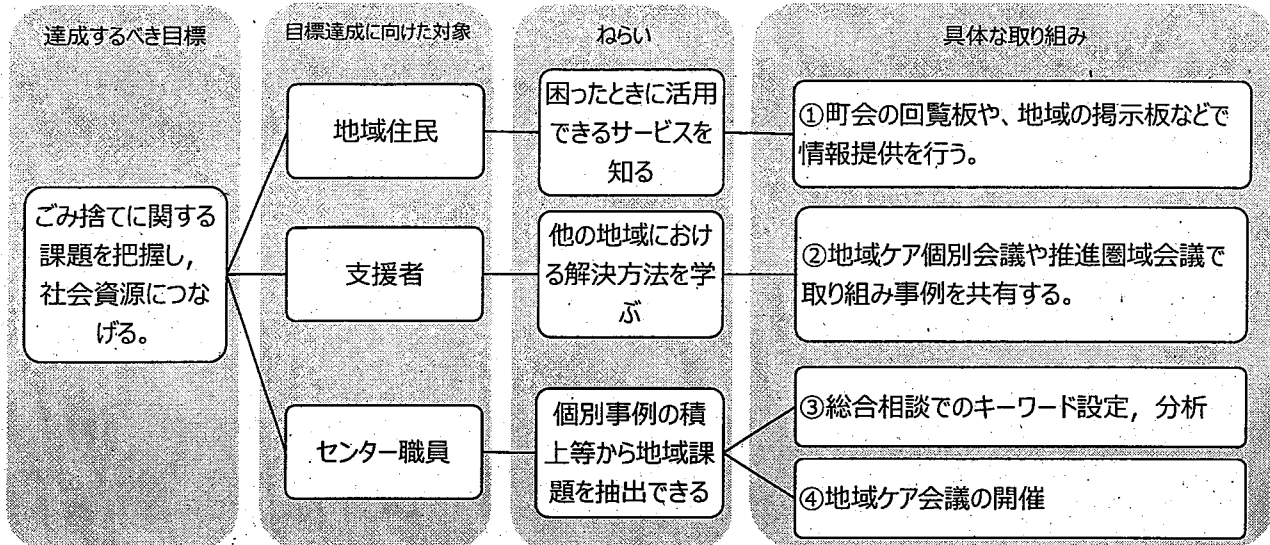 達成するべき目標
目標達成に向けた対象
ねらい
具体な取り組み
ごみ捨てに関する
課題を把握し,
社会資源につな
げる。
地域住民
困ったときに活用
できるサービスを
知る
①町会の回覧板や、地域の掲示板などで
情報提供を行う。
支援者
他の地域におけ
る解決方法を学
ぶ
②地域ケア個別会議や推進圏域会議で
取り組み事例を共有する。
センター職員
個別事例の積
上等から地域課
題を抽出できる
③総合相談でのキーワード設定, 分析
④地域ケア会議の開催